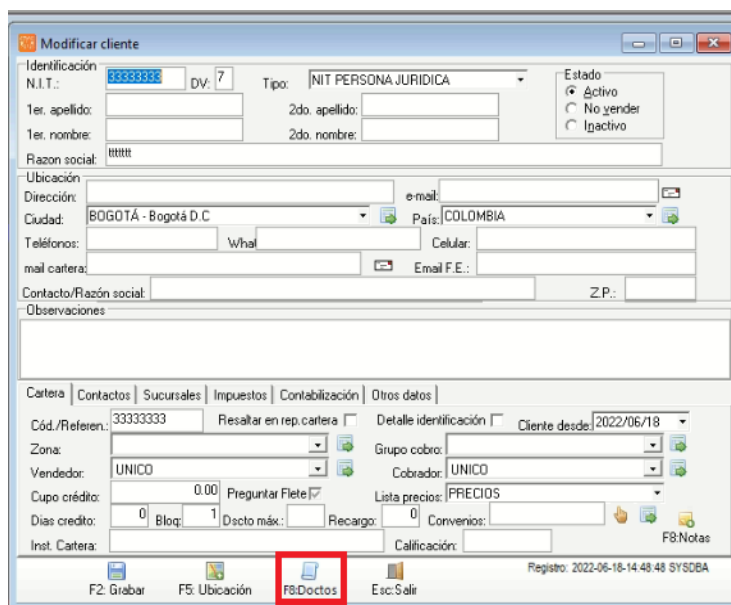 Modificar cliente
Identificación
N.I.T.: 33333333 DV: 7 Tipo: NIT PERSONA JURIDICA
Estado
Activo
No vender
Inactivo
1er. apellido: 2do. apellido:
1er. nombre: 2do. nombre:
Razon social: ttttttt
Ubicación
Dirección: e-mail:
Ciudad: BOGOTÁ - Bogotá D.C País: COLOMBIA
Teléfonos: What Celular:
mail cartera: Email F.E.:
Contacto/Razón social: Z.P.:
Observaciones
Cartera Contactos Sucursales Impuestos Contabilización Otros datos
Cód./Referen.: 33333333 Resaltar en rep.cartera Detalle identificación Cliente desde: 2022/06/18
Zona: Grupo cobro:
Vendedor: UNICO Cobrador: UNICO
Cupo crédito: 0.00 Preguntar Flete Lista precios: PRECIOS
Dias credito: 0 Bloq: 1 Dscto máx.: Recargo: 0 Convenios:
F8:Notas
Inst. Cartera: Calificación:
F2: Grabar F5: Ubicación F8:Doctos Esc:Salir
Registro: 2022-06-18-14:48:48 SYSDBA